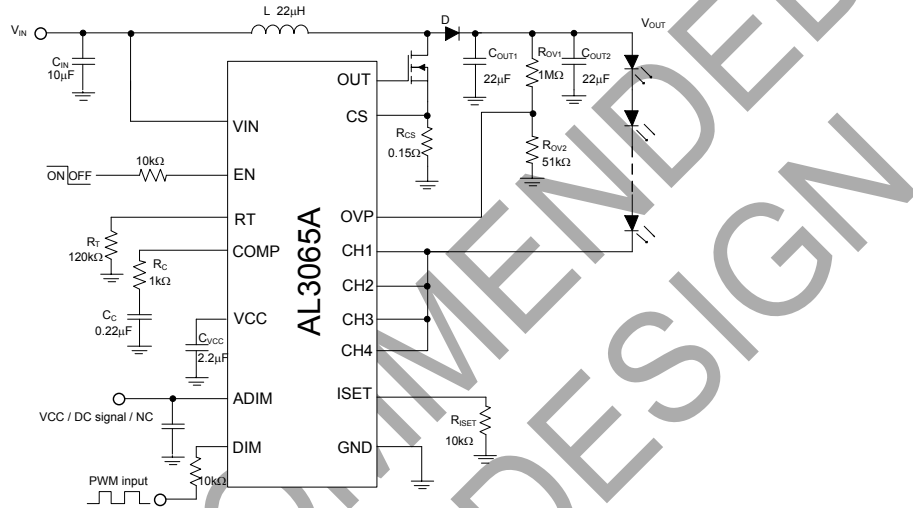 L 22μH
D
VIN
VOUT
CIN
10μF
COUT1
22μF
ROV1
1MΩ
COUT2
22μF
OUT
CS
RCS
0.15Ω
ROV2
51kΩ
VIN
10kΩ
ON OFF
EN
RT
RT
120kΩ
COMP
RC
1kΩ
CC
0.22μF
VCC
CVCC
2.2μF
AL3065A
OVP
CH1
CH2
CH3
CH4
ADIM
VCC / DC signal / NC
ISET
RISET
10kΩ
DIM
10kΩ
GND
PWM input
DESIGN